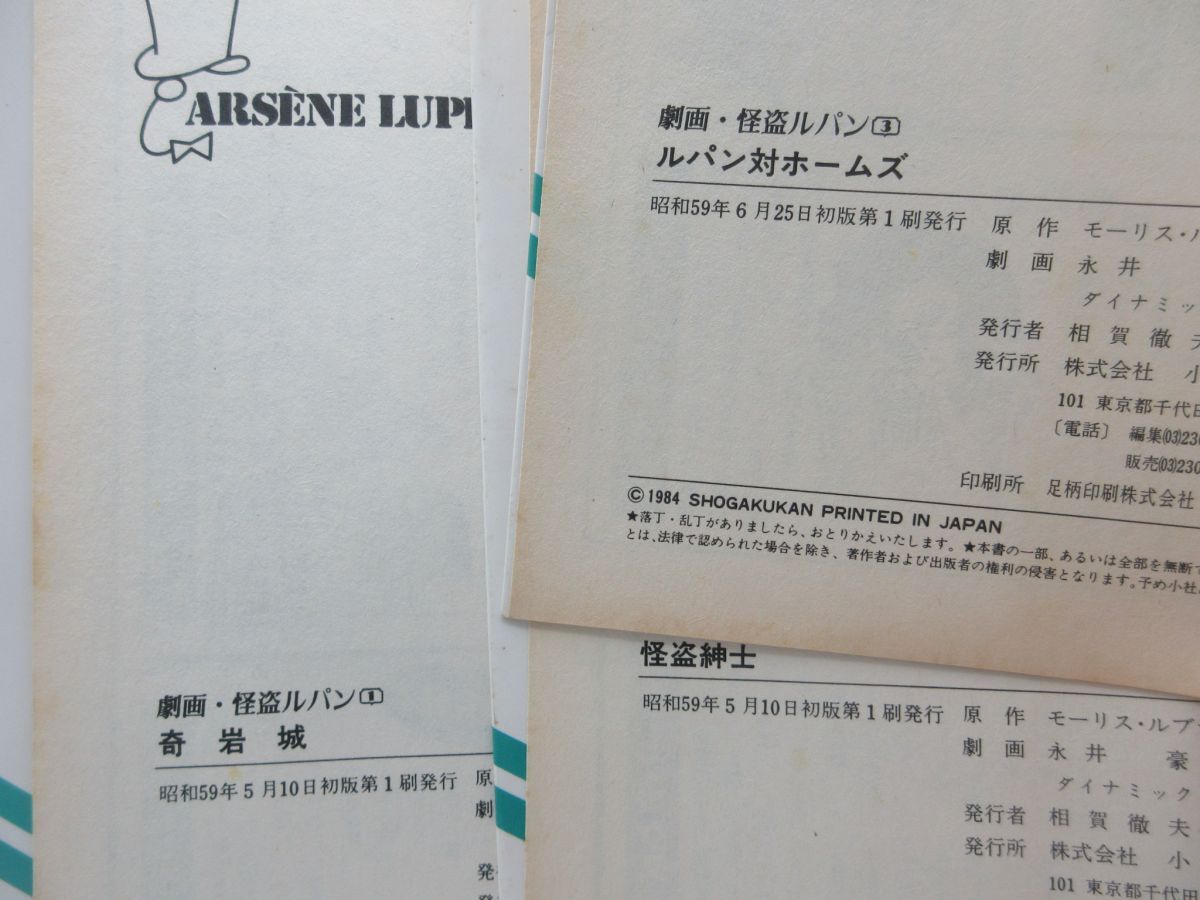 ARSÈNE LUP
劇画・怪盗ルパン1
奇岩城
昭和59年5月10日初版第1刷発行 原
劇
発
劇画・怪盗ルパン3
ルパン対ホームズ
昭和59年6月25日初版第1刷発行 原作 モーリス・ル
劇画 永井
ダイナミッ
発行者 相賀徹夫
発行所 株式会社 小
101 東京都千代田
〔電話〕 編集(03)230
販売(03)230
印刷所 足柄印刷株式会社
©1984 SHOGAKUKAN PRINTED IN JAPAN
★落丁・乱丁がありましたら、おとりかえいたします。★本書の一部、あるいは全部を無断で
とは、法律で認められた場合を除き、著作者および出版者の権利の侵害となります。予め小社
怪盗紳士
昭和59年5月10日初版第1刷発行 原作 モーリス・ルブ
劇画 永井豪
ダイナミック
発行者 相賀徹夫
発行所 株式会社 小
101 東京都千代田